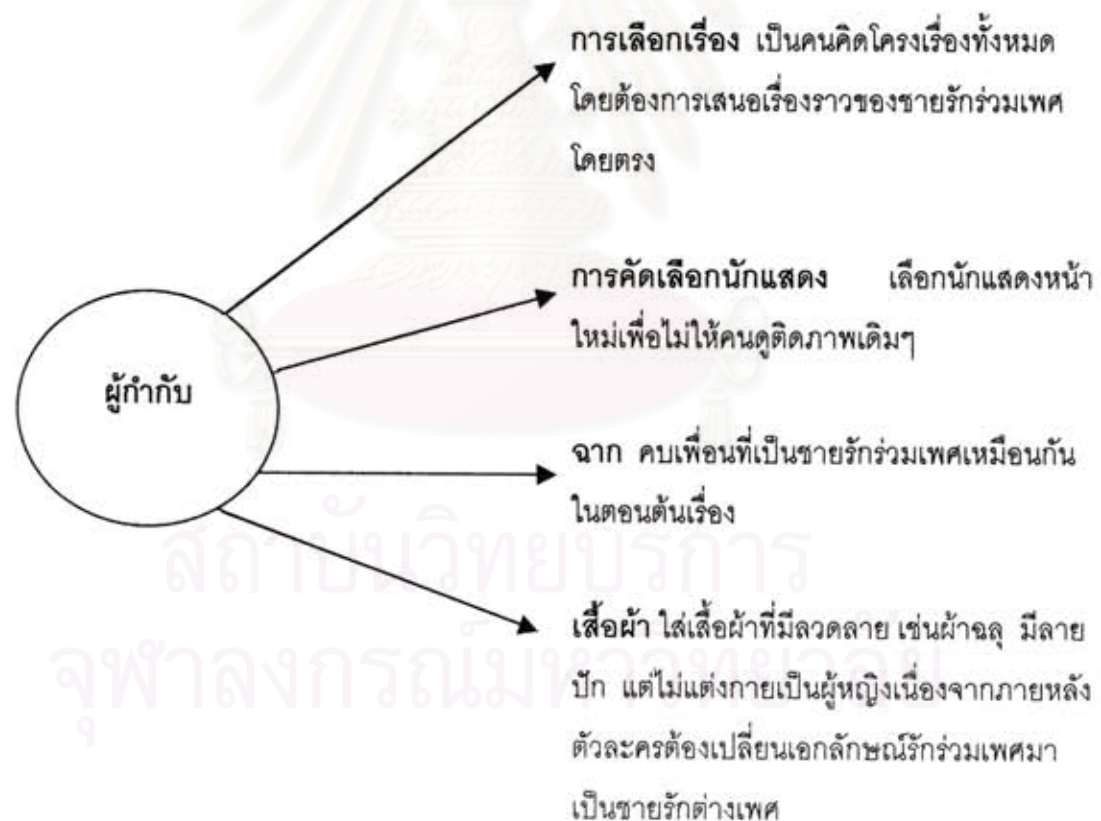 การเลือกเรื่อง เป็นคนคิดโครงเรื่องทั้งหมด
โดยต้องการเสนอเรื่องราวของชายรักร่วมเพศ
โดยตรง
การคัดเลือกนักแสดง เลือกนักแสดงหน้า
ใหม่เพื่อไม่ให้คนดูติดภาพเดิมๆ
ผู้กำกับ
ฉาก คบเพื่อนที่เป็นชายรักร่วมเพศเหมือนกัน
ในตอนต้นเรื่อง
เสื้อผ้า ใส่เสื้อผ้าที่มีลวดลาย เช่นผ้าฉลุ มีลาย
ปัก แต่ไม่แต่งกายเป็นผู้หญิงเนื่องจากภายหลัง
ตัวละครต้องเปลี่ยนเอกลักษณ์รักร่วมเพศมา
เป็นชายรักต่างเพศ
สถาบันวิทยบริการ
จุฬาลงกรณ์มหาวิทยาลัย